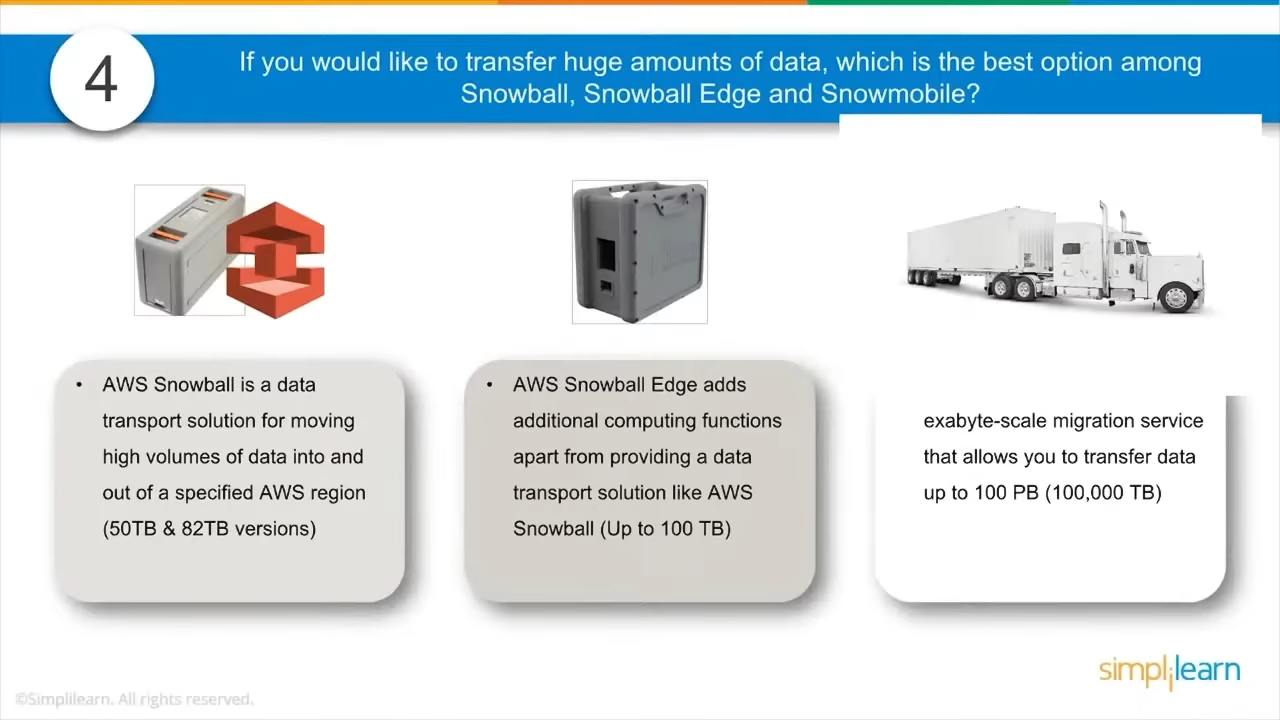 4
If you would like to transfer huge amounts of data, which is the best option among
Snowball, Snowball Edge and Snowmobile?
• AWS Snowball is a data
transport solution for moving
high volumes of data into and
out of a specified AWS region
(50TB & 82TB versions)
• AWS Snowball Edge adds
additional computing functions
apart from providing a data
transport solution like AWS
Snowball (Up to 100 TB)
exabyte-scale migration service
that allows you to transfer data
up to 100 PB (100,000 TB)
simplilearn
©Simplilearn. All rights reserved.